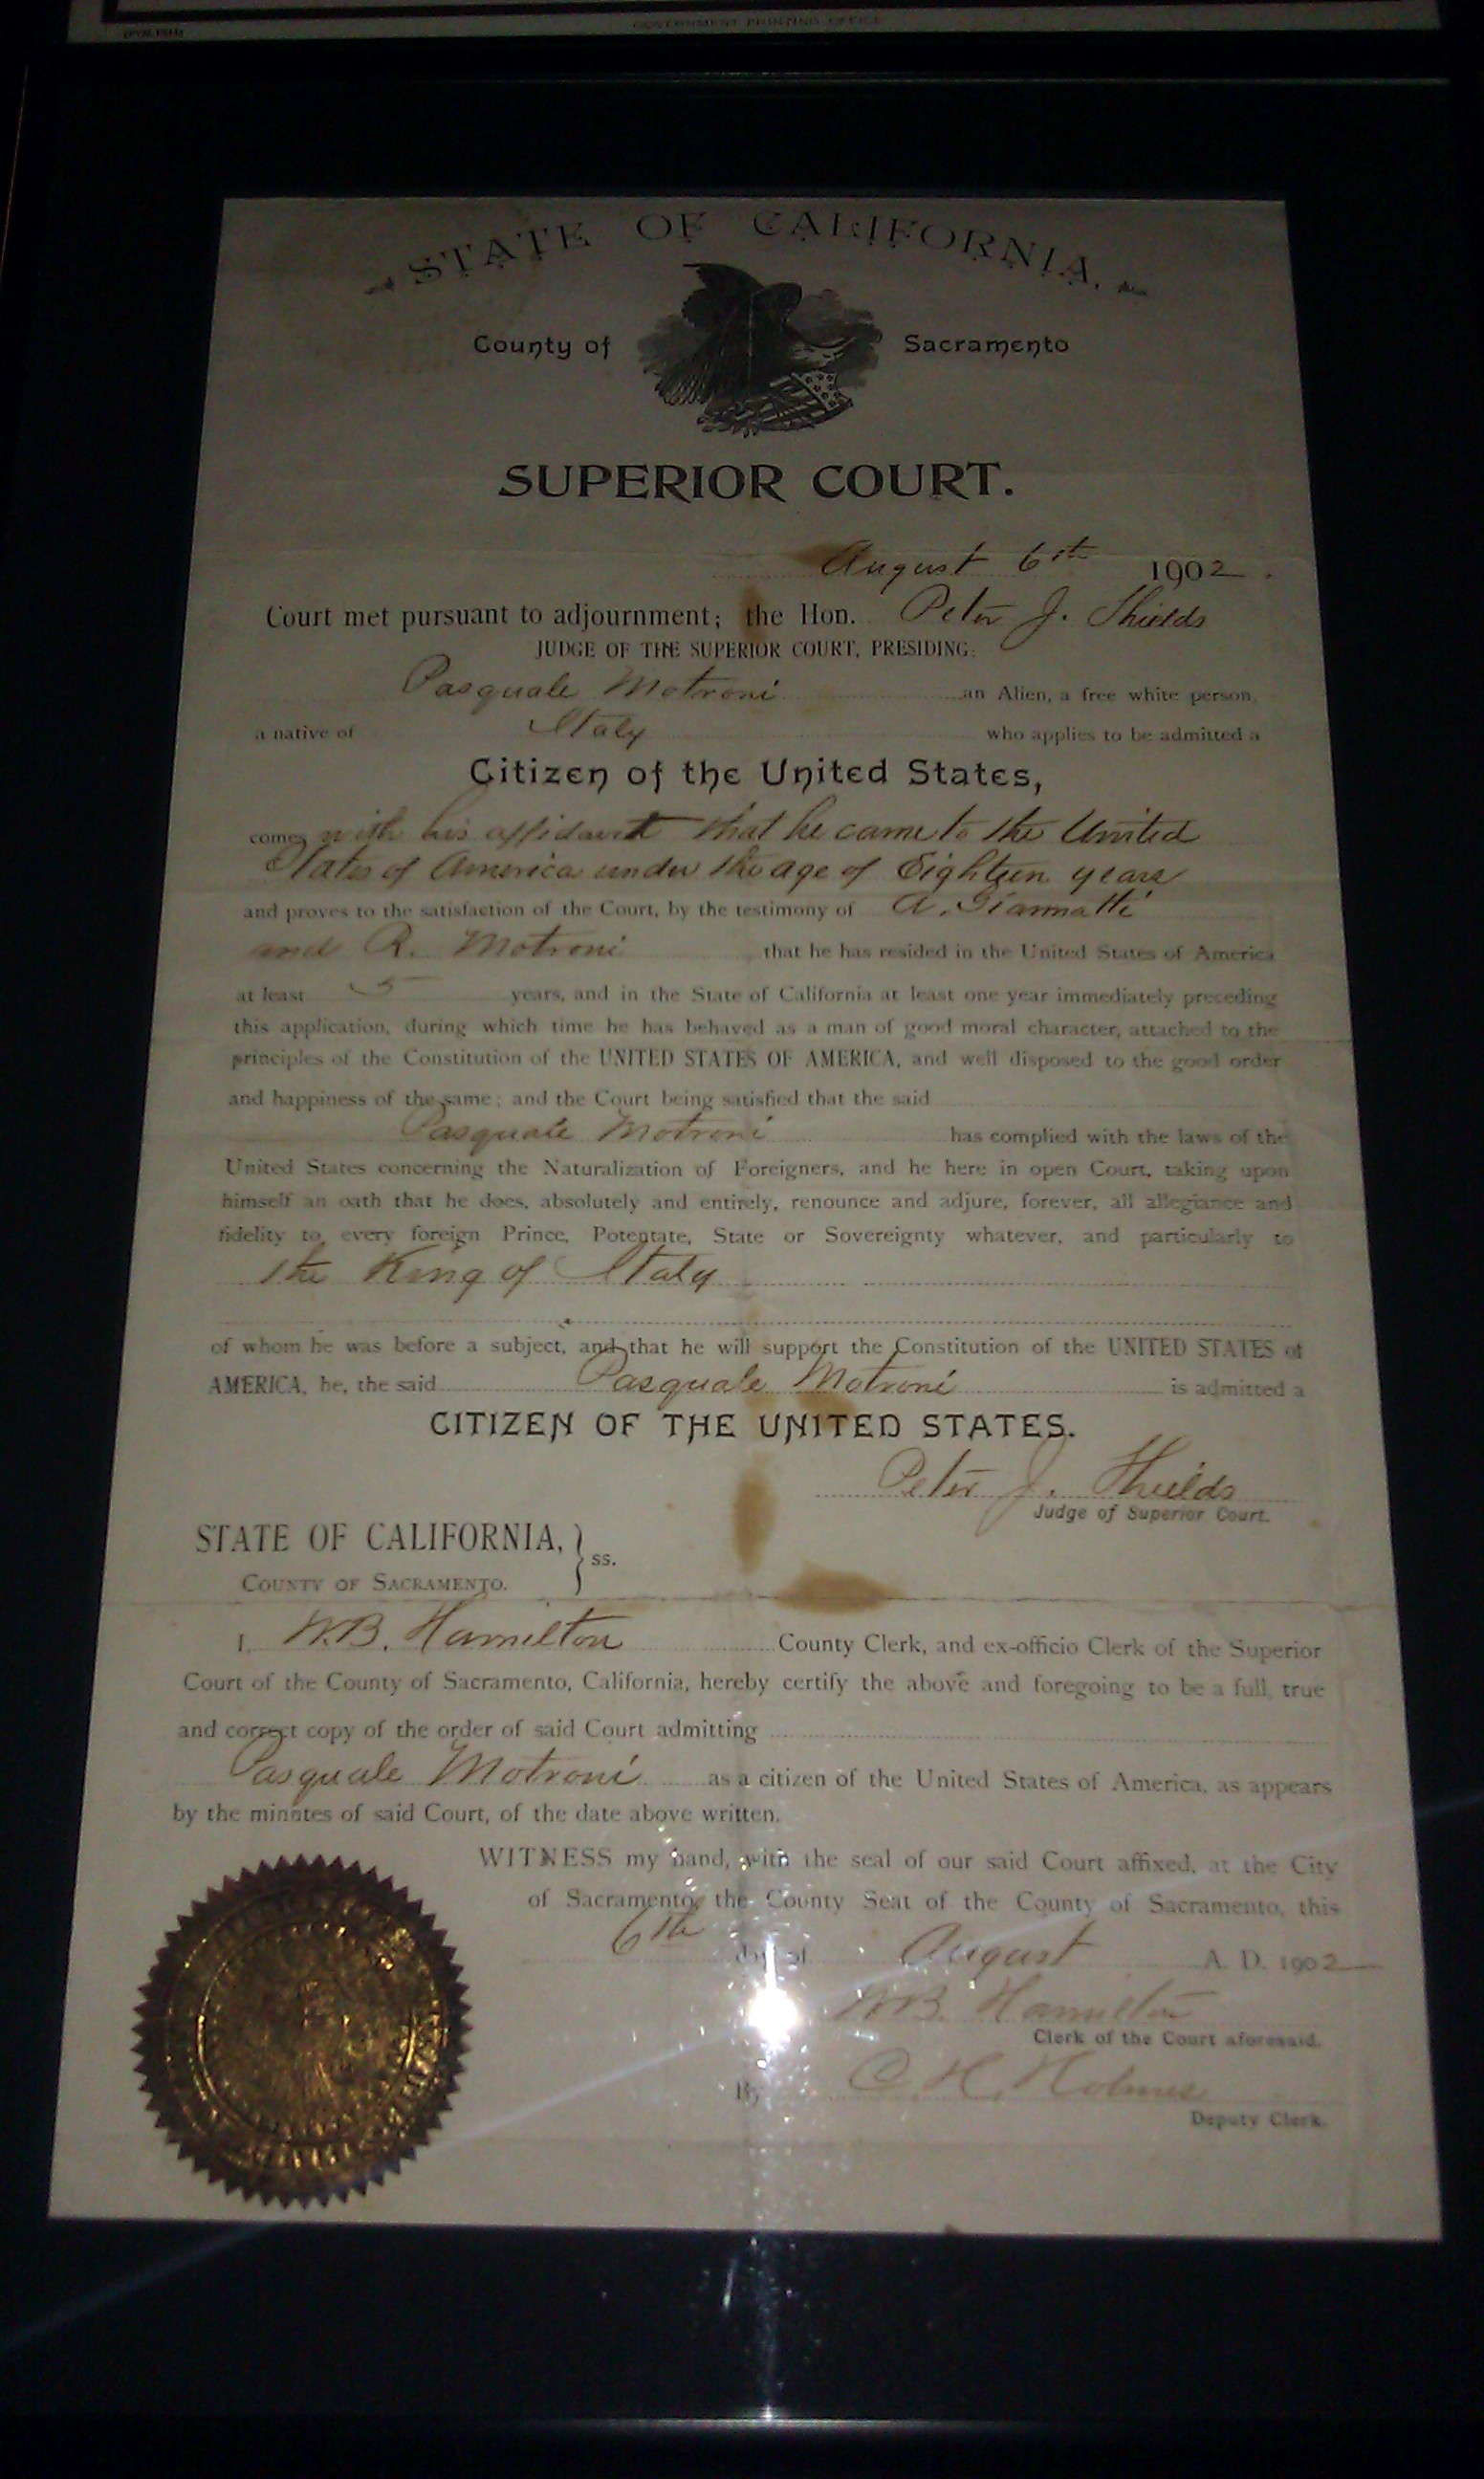 GOVERNMENT PRINTING OFFICE
STATE OF CALIFORNIA,
County of Sacramento
SUPERIOR COURT.
August 6th 1902.
Court met pursuant to adjournment; the Hon. Peter J. Shields
JUDGE OF THE SUPERIOR COURT, PRESIDING:
Pasquale Motroni an Alien, a free white person,
a native of Italy who applies to be admitted a
Citizen of the United States,
comes with his affidavit that he came to the United
States of America under the age of Eighteen years
and proves to the satisfaction of the Court, by the testimony of A. Giannatti
and R. Motroni that he has resided in the United States of America
at least 5 years, and in the State of California at least one year immediately preceding
this application, during which time he has behaved as a man of good moral character, attached to the
principles of the Constitution of the UNITED STATES OF AMERICA, and well disposed to the good order
and happiness of the same; and the Court being satisfied that the said
Pasquale Motroni has complied with the laws of the
United States concerning the Naturalization of Foreigners, and he here in open Court, taking upon
himself an oath that he does, absolutely and entirely, renounce and adjure, forever, all allegiance and
fidelity to every foreign Prince, Potentate, State or Sovereignty whatever, and particularly to
the King of Italy
of whom he was before a subject, and that he will support the Constitution of the UNITED STATES of
AMERICA, he, the said Pasquale Motroni is admitted a
CITIZEN OF THE UNITED STATES.
Peter J. Shields
Judge of Superior Court.
STATE OF CALIFORNIA, } ss.
COUNTY OF SACRAMENTO.
I, W.B. Hamilton County Clerk, and ex-officio Clerk of the Superior
Court of the County of Sacramento, California, hereby certify the above and foregoing to be a full, true
and correct copy of the order of said Court admitting
Pasquale Motroni as a citizen of the United States of America, as appears
by the minutes of said Court, of the date above written.
WITNESS my hand, with the seal of our said Court affixed, at the City
of Sacramento, the County Seat of the County of Sacramento, this
6th day of August A. D. 1902
W.B. Hamilton
Clerk of the Court aforesaid.
By C. H. Holmes
Deputy Clerk.